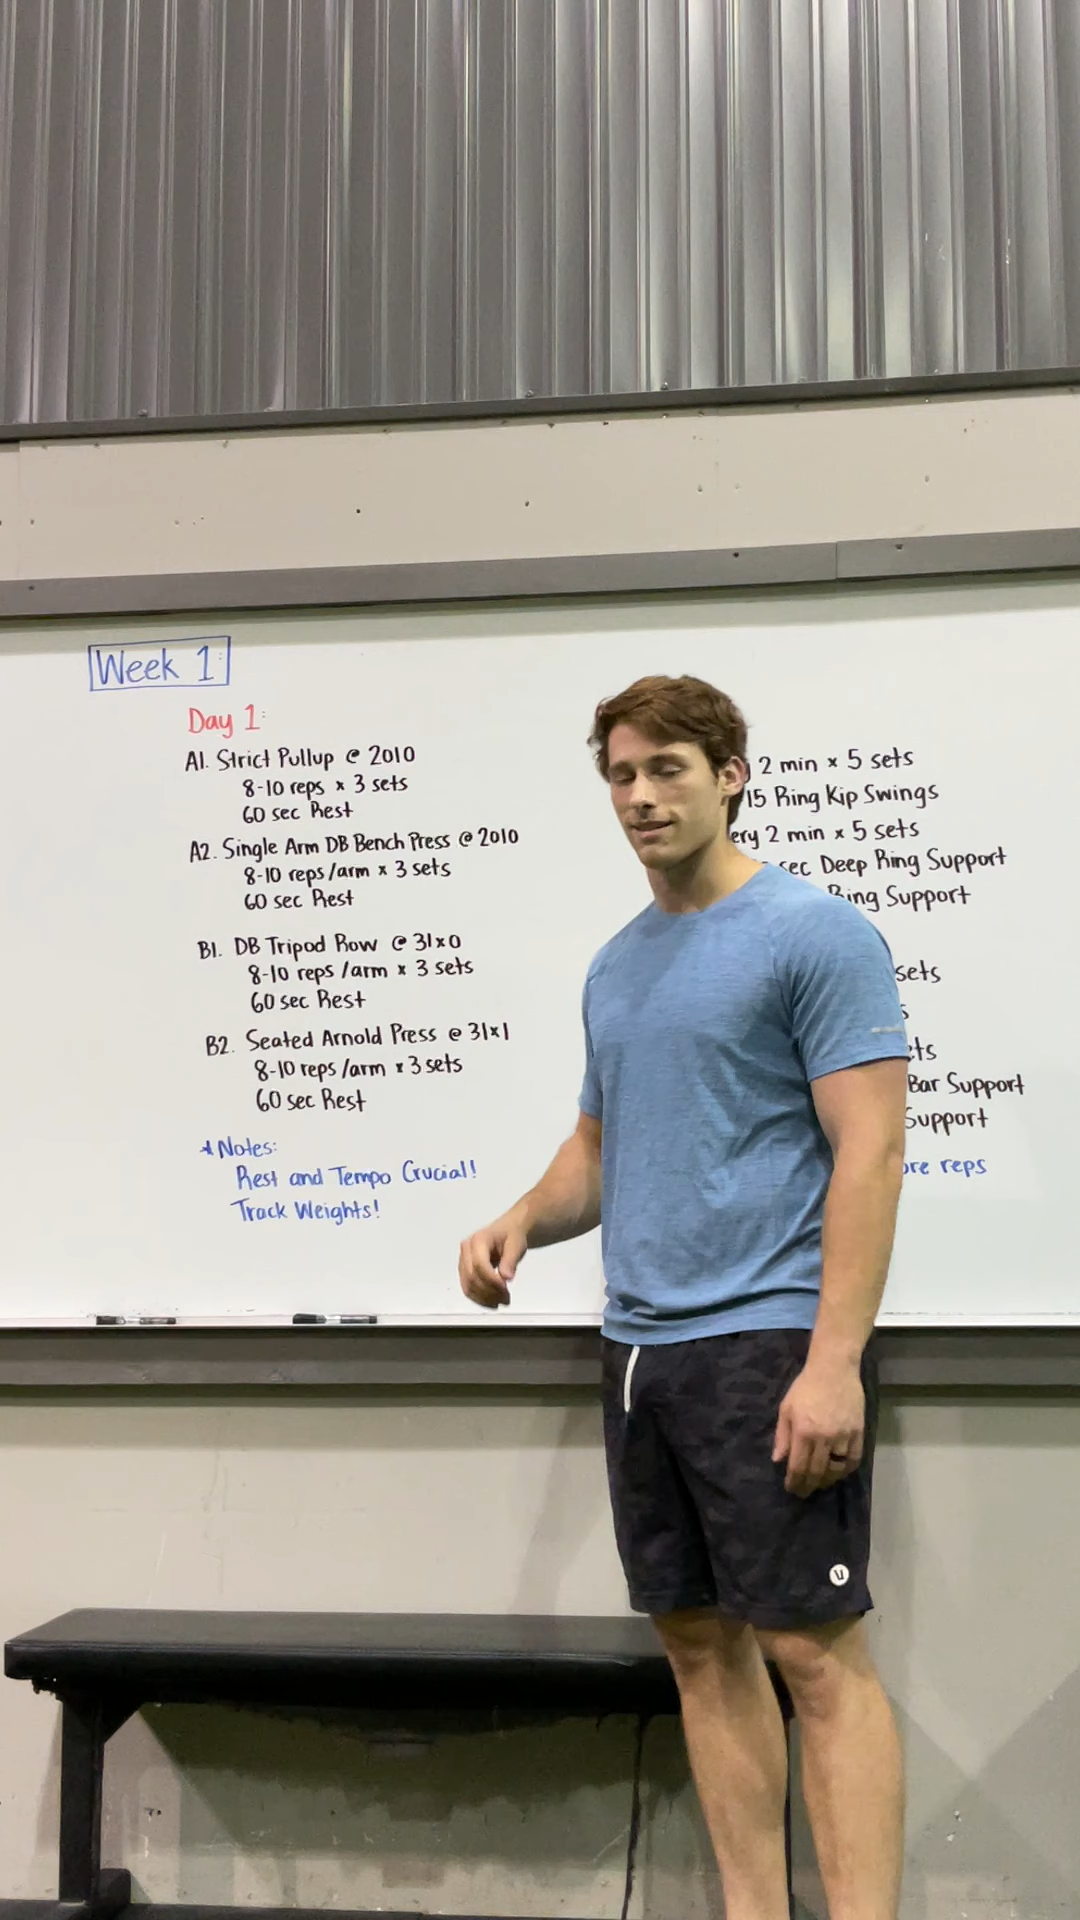 Week 1
Day 1:
A1. Strict Pullup @ 2010
8-10 reps x 3 sets
60 sec Rest
A2. Single Arm DB Bench Press @ 2010
8-10 reps/arm x 3 sets
60 sec Rest
B1. DB Tripod Row @ 31x0
8-10 reps/arm x 3 sets
60 sec Rest
B2. Seated Arnold Press @ 31x1
8-10 reps/arm x 3 sets
60 sec Rest
*Notes:
Rest and Tempo Crucial!
Track Weights!
2 min x 5 sets
15 Ring Kip Swings
2 min x 5 sets
sec Deep Ring Support
Ring Support
sets
Bar Support
Support
reps